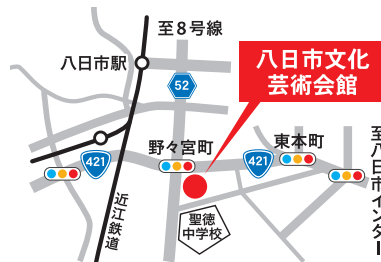 至8号線
八日市文化
芸術会館
八日市駅
52
野々宮町
東本町
421
421
至八日市インター
近江鉄道
聖徳
中学校